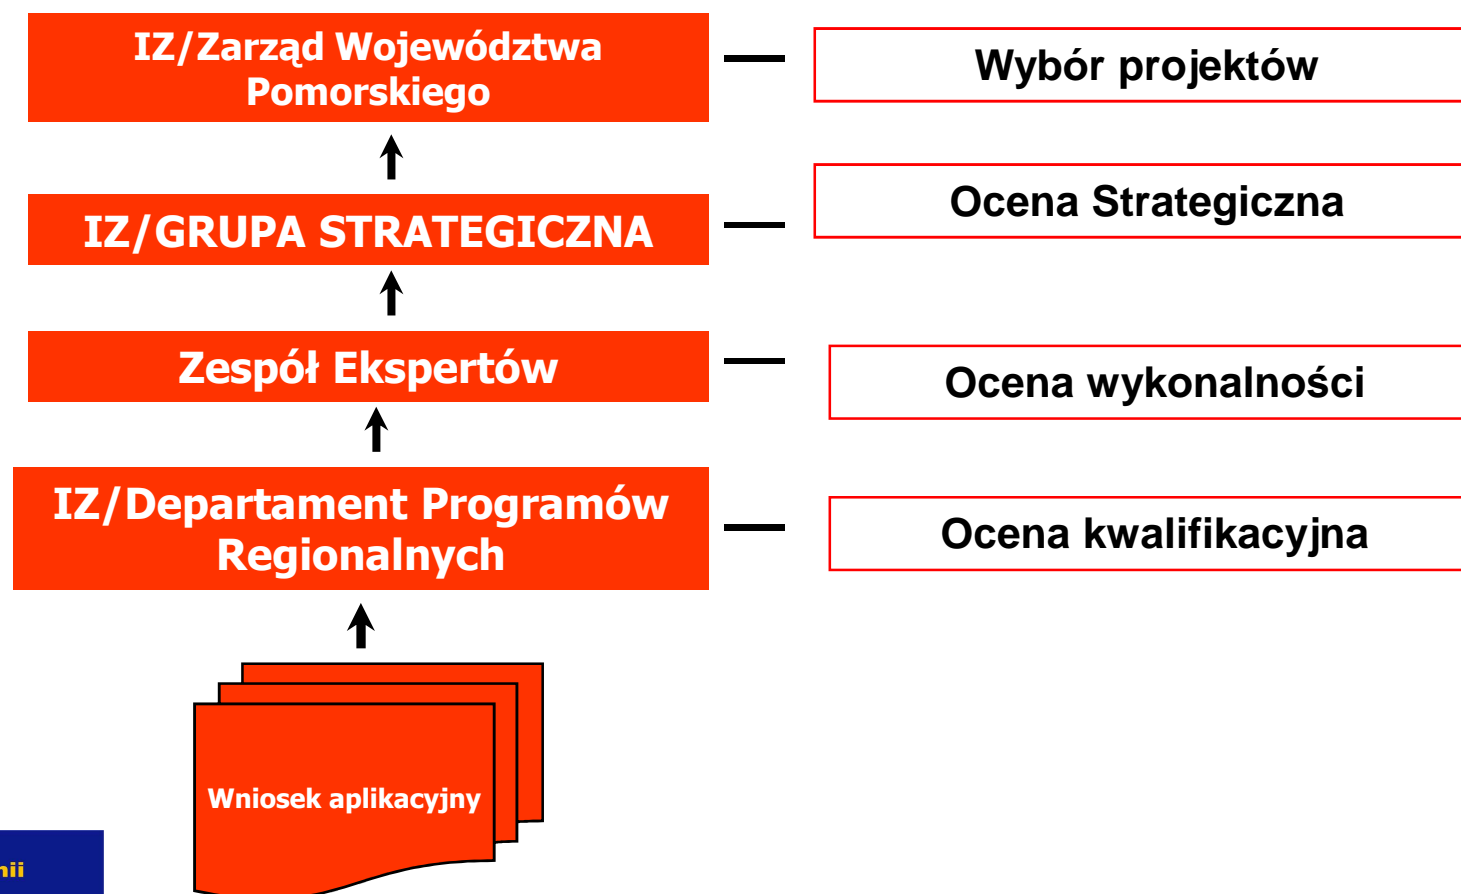 IZ/Zarząd Województwa
Pomorskiego
Wybór projektów
IZ/GRUPA STRATEGICZNA
Ocena Strategiczna
Zespół Ekspertów
Ocena wykonalności
IZ/Departament Programów
Regionalnych
Ocena kwalifikacyjna
Wniosek aplikacyjny